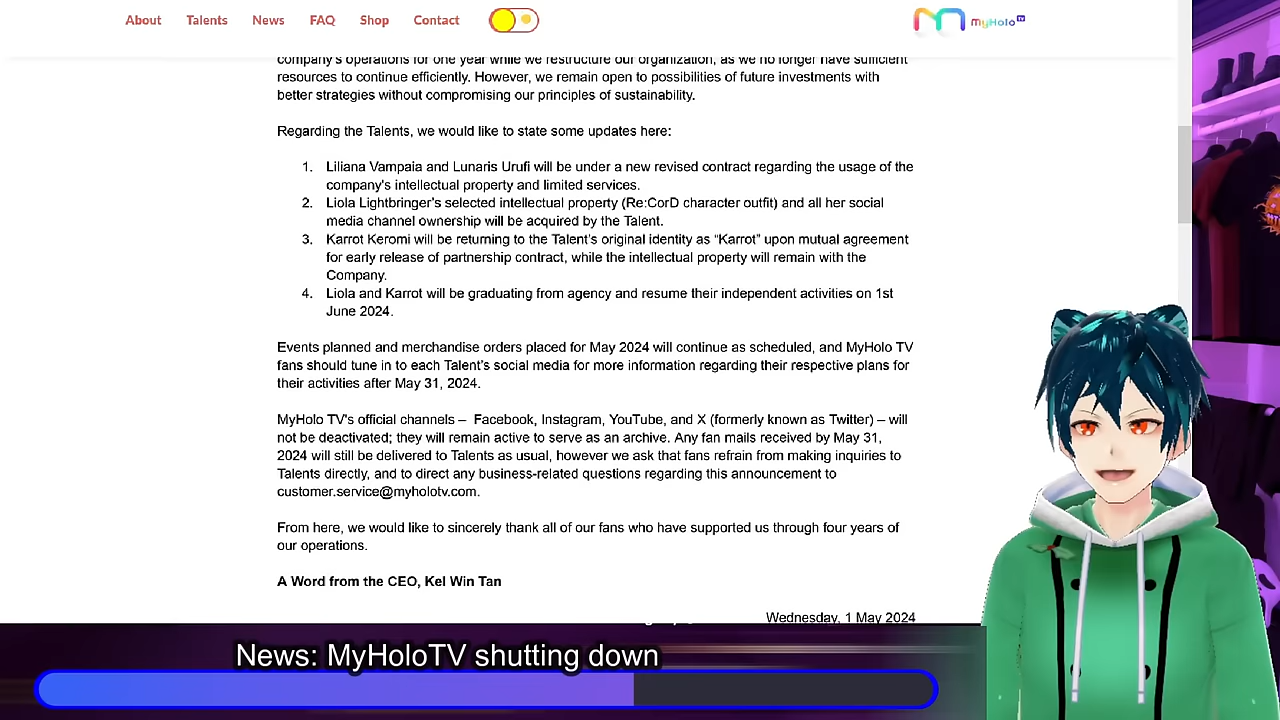 About Talents News FAQ Shop Contact MyHolo TV
company's operations for one year while we restructure our organization, as we no longer have sufficient
resources to continue efficiently. However, we remain open to possibilities of future investments with
better strategies without compromising our principles of sustainability.
Regarding the Talents, we would like to state some updates here:
1. Liliana Vampaia and Lunaris Urufi will be under a new revised contract regarding the usage of the
company's intellectual property and limited services.
2. Liola Lightbringer's selected intellectual property (Re:CorD character outfit) and all her social
media channel ownership will be acquired by the Talent.
3. Karrot Keromi will be returning to the Talent's original identity as “Karrot” upon mutual agreement
for early release of partnership contract, while the intellectual property will remain with the
Company.
4. Liola and Karrot will be graduating from agency and resume their independent activities on 1st
June 2024.
Events planned and merchandise orders placed for May 2024 will continue as scheduled, and MyHolo TV
fans should tune in to each Talent's social media for more information regarding their respective plans for
their activities after May 31, 2024.
MyHolo TV's official channels – Facebook, Instagram, YouTube, and X (formerly known as Twitter) – will
not be deactivated; they will remain active to serve as an archive. Any fan mails received by May 31,
2024 will still be delivered to Talents as usual, however we ask that fans refrain from making inquiries to
Talents directly, and to direct any business-related questions regarding this announcement to
customer.service@myholotv.com.
From here, we would like to sincerely thank all of our fans who have supported us through four years of
our operations.
A Word from the CEO, Kel Win Tan
Wednesday, 1 May 2024
News: MyHoloTV shutting down